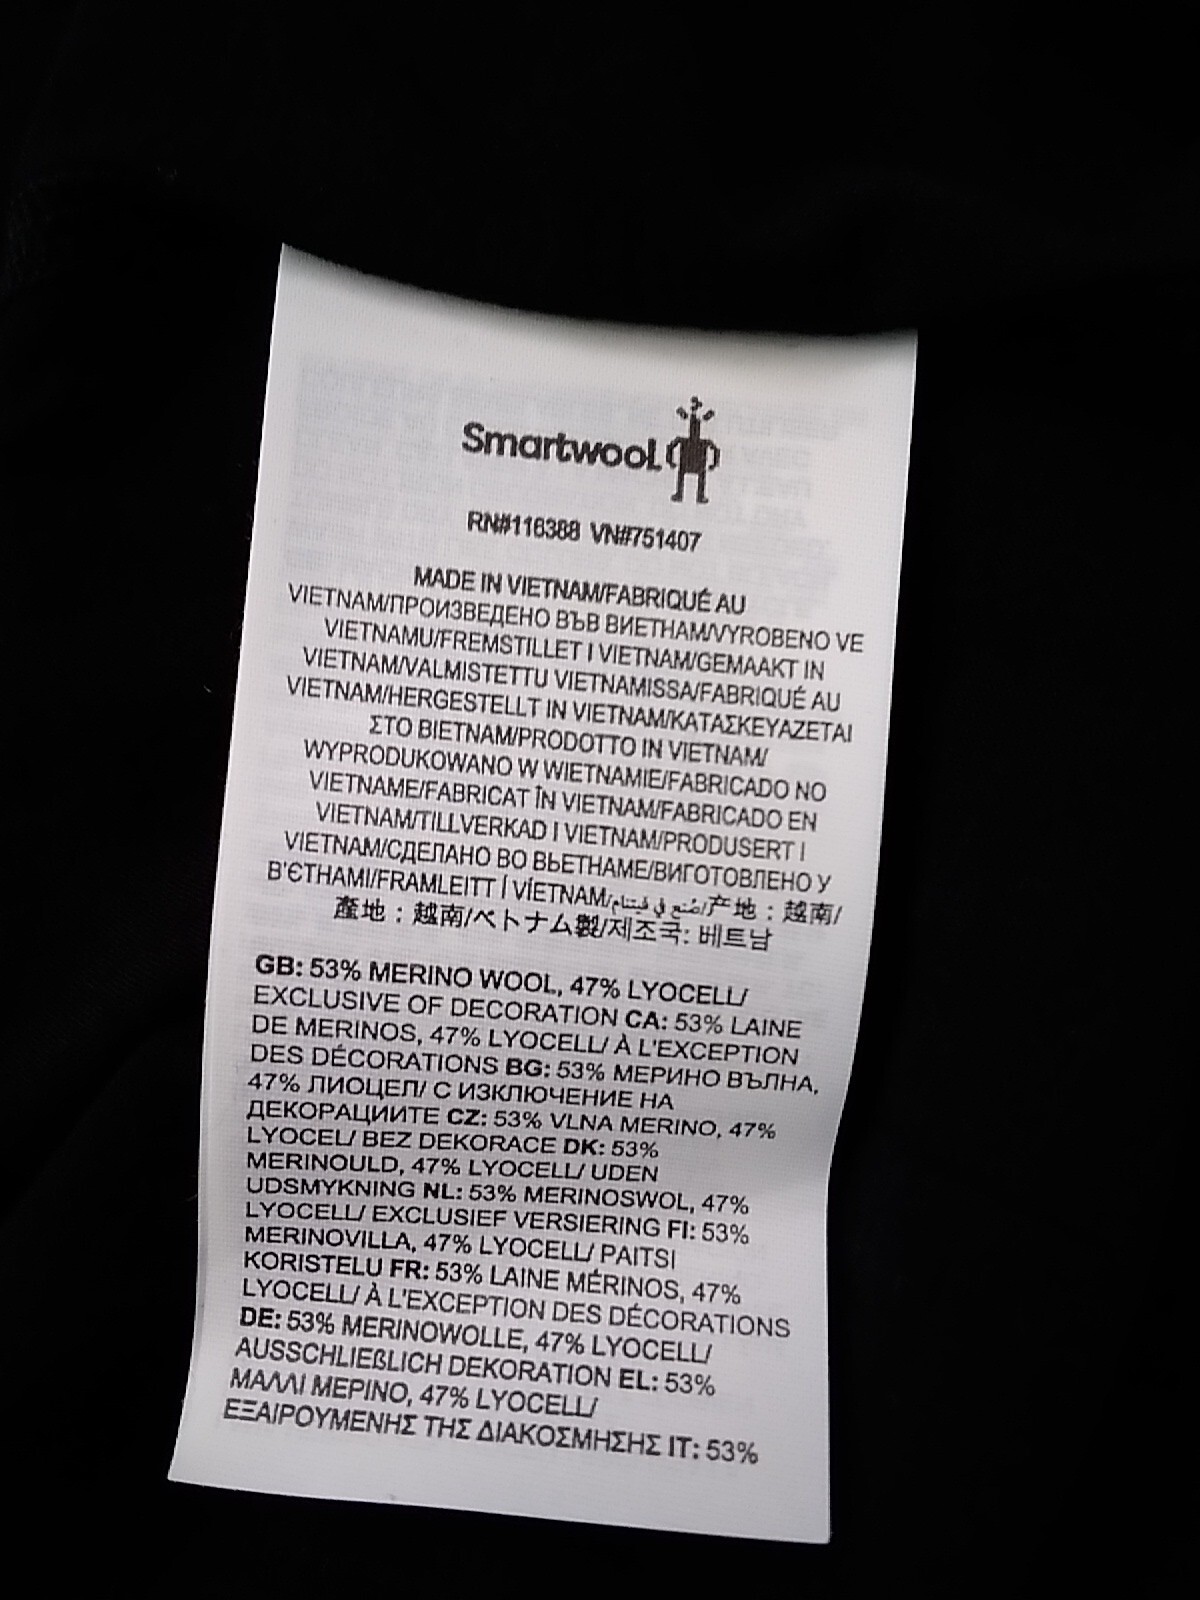 Smartwool
RN#116388 VN#751407
MADE IN VIETNAM/FABRIQUÉ AU
VIETNAM/ПРОИЗВЕДЕНО ВЪВ ВИЕТНАМ/VYROBENO VE
VIETNAMU/FREMSTILLET I VIETNAM/GEMAAKT IN
VIETNAM/VALMISTETTU VIETNAMISSA/FABRIQUÉ AU
VIETNAM/HERGESTELLT IN VIETNAM/ΚΑΤΑΣΚΕΥΑΖΕΤΑΙ
ΣΤΟ ΒΙΕΤΝΑΜ/PRODOTTO IN VIETNAM/
WYPRODUKOWANO W WIETNAMIE/FABRICADO NO
VIETNAME/FABRICAT ÎN VIETNAM/FABRICADO EN
VIETNAM/TILLVERKAD I VIETNAM/PRODUSERT I
VIETNAM/СДЕЛАНО ВО ВЬЕТНАМЕ/ВИГОТОВЛЕНО У
В'ЄТНАМІ/FRAMLEITT Í VÍETNAM/صُنع في فيتنام/产地：越南/
產地：越南/ベトナム製/제조국: 베트남
GB: 53% MERINO WOOL, 47% LYOCELL/
EXCLUSIVE OF DECORATION CA: 53% LAINE
DE MERINOS, 47% LYOCELL/ À L'EXCEPTION
DES DÉCORATIONS BG: 53% МЕРИНО ВЪЛНА,
47% ЛИОЦЕЛ/ С ИЗКЛЮЧЕНИЕ НА
ДЕКОРАЦИИТЕ CZ: 53% VLNA MERINO, 47%
LYOCEL/ BEZ DEKORACE DK: 53%
MERINOULD, 47% LYOCELL/ UDEN
UDSMYKNING NL: 53% MERINOSWOL, 47%
LYOCELL/ EXCLUSIEF VERSIERING FI: 53%
MERINOVILLA, 47% LYOCELL/ PAITSI
KORISTELU FR: 53% LAINE MÉRINOS, 47%
LYOCELL/ À L'EXCEPTION DES DÉCORATIONS
DE: 53% MERINOWOLLE, 47% LYOCELL/
AUSSCHLIEßLICH DEKORATION EL: 53%
ΜΑΛΛΙ ΜΕΡΙΝΟ, 47% LYOCELL/
ΕΞΑΙΡΟΥΜΕΝΗΣ ΤΗΣ ΔΙΑΚΟΣΜΗΣΗΣ IT: 53%